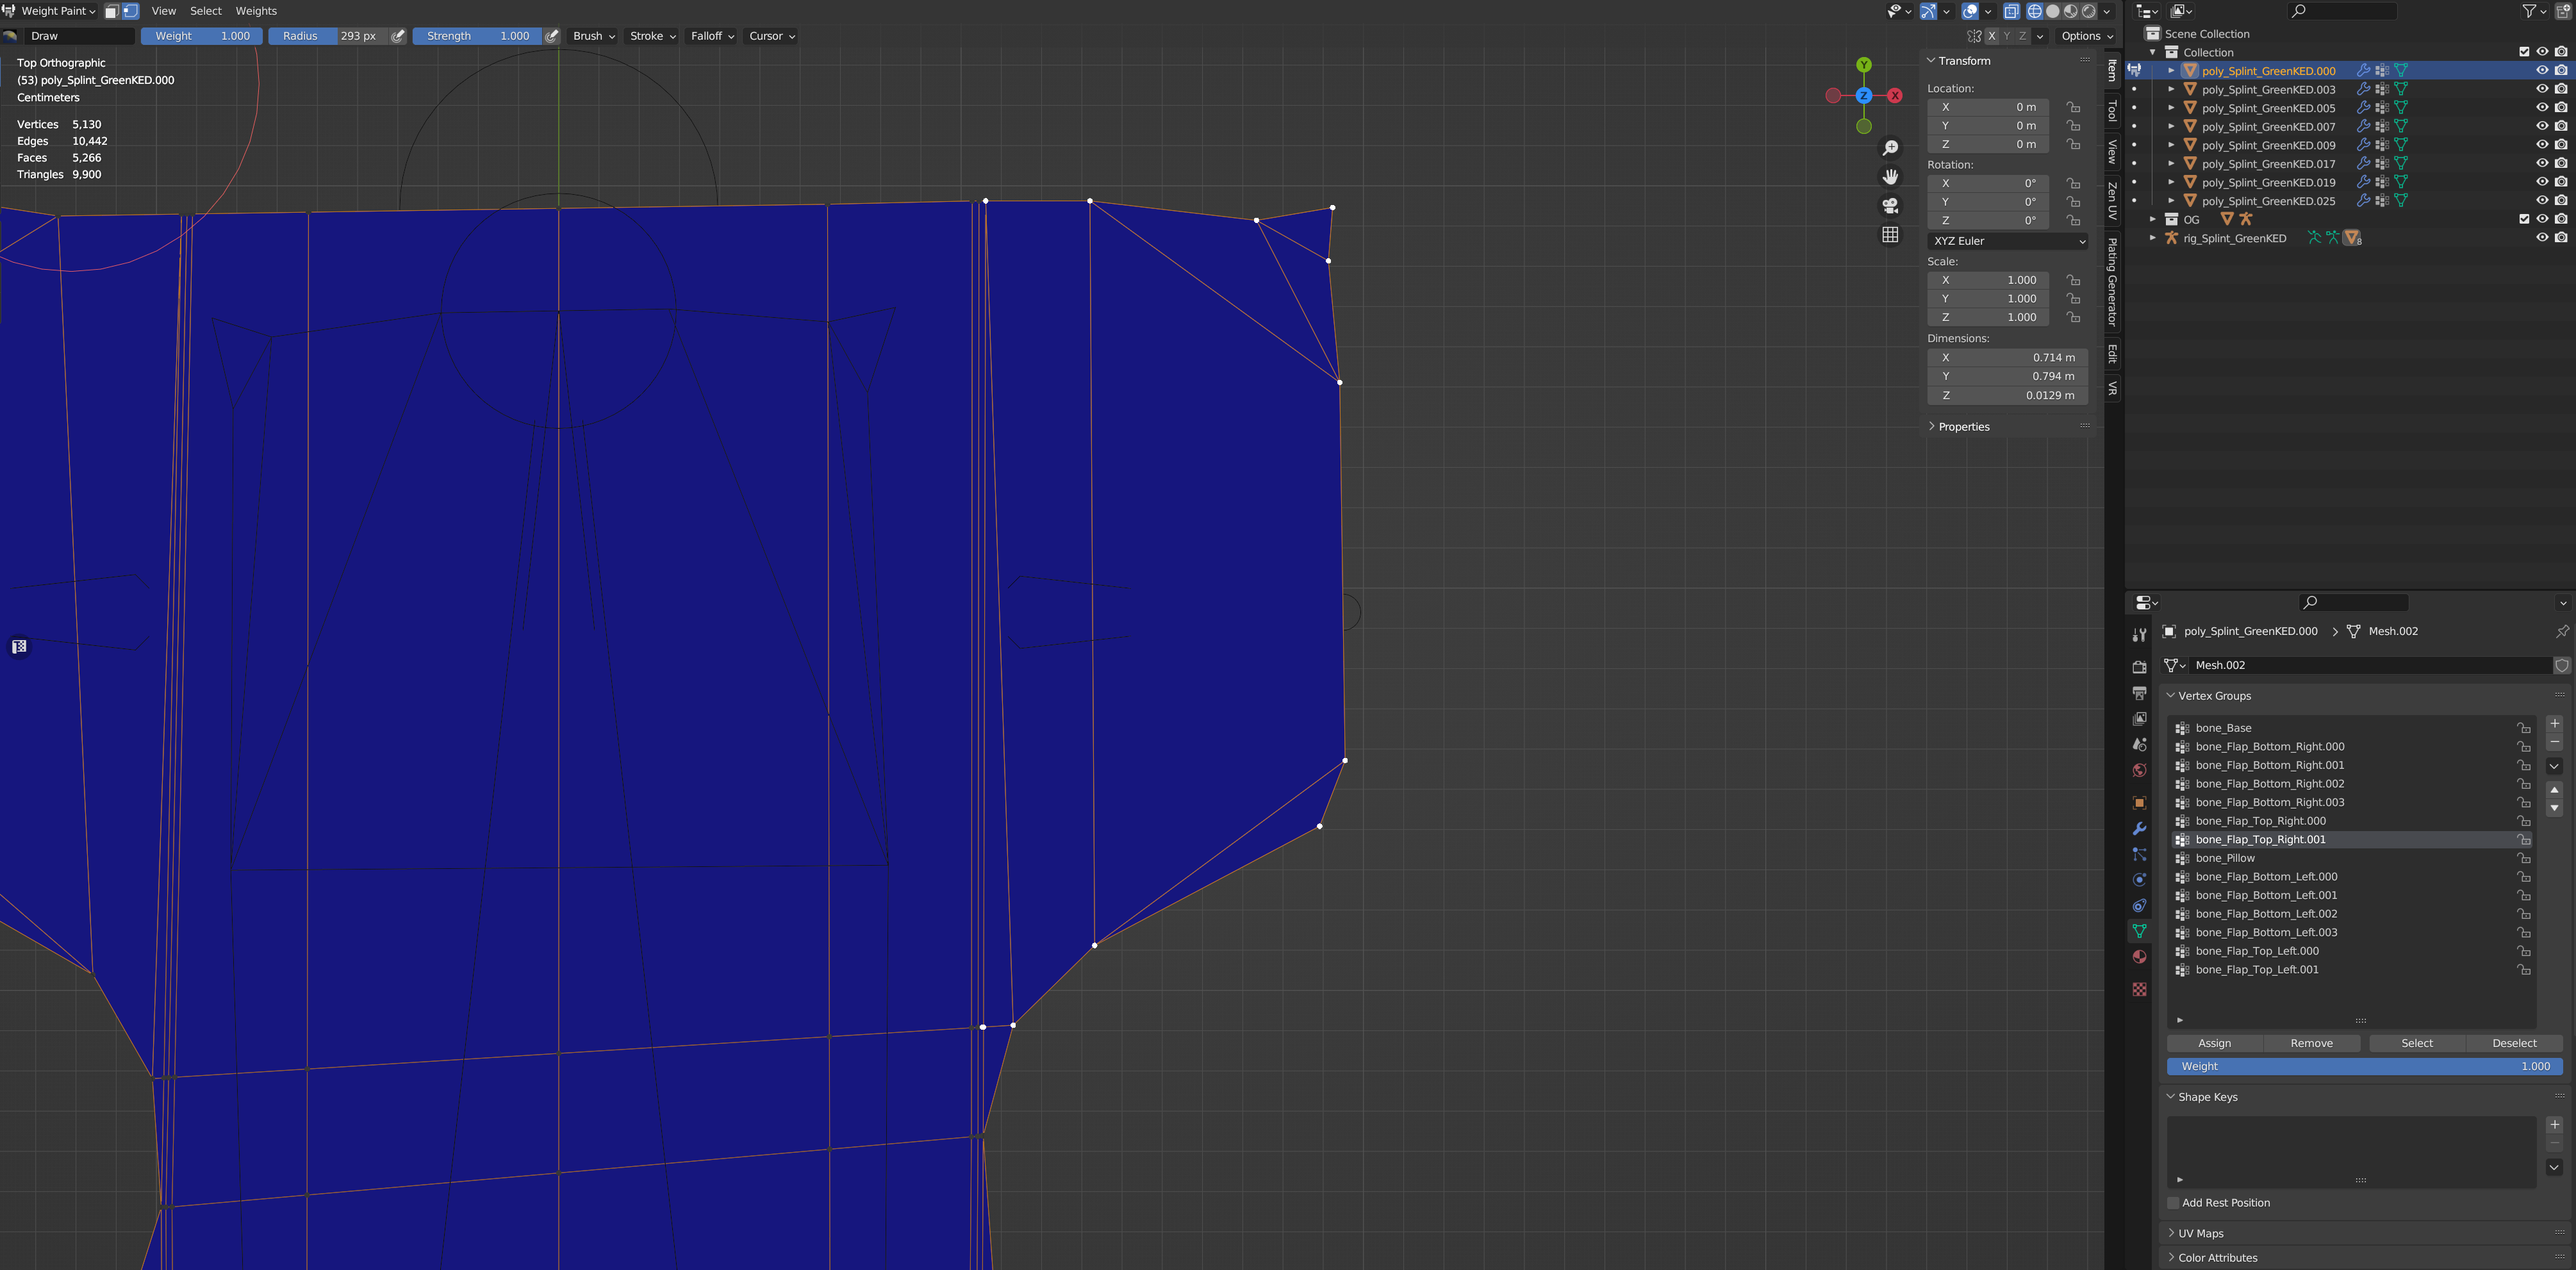 Weight Paint View Select Weights
Draw Weight 1.000 Radius 293 px Strength 1.000 Brush Stroke Falloff Cursor X Y Z Options
Top Orthographic
(53) poly_Splint_GreenKED.000
Centimeters
Vertices 5,130
Edges 10,442
Faces 5,266
Triangles 9,900
Y
Z X
Transform
Location:
X 0 m
Y 0 m
Z 0 m
Rotation:
X 0°
Y 0°
Z 0°
XYZ Euler
Scale:
X 1.000
Y 1.000
Z 1.000
Dimensions:
X 0.714 m
Y 0.794 m
Z 0.0129 m
Properties
Item
Tool
View
Zen UV
Plating Generator
Edit
VR
Scene Collection
Collection
poly_Splint_GreenKED.000
poly_Splint_GreenKED.003
poly_Splint_GreenKED.005
poly_Splint_GreenKED.007
poly_Splint_GreenKED.009
poly_Splint_GreenKED.017
poly_Splint_GreenKED.019
poly_Splint_GreenKED.025
OG
rig_Splint_GreenKED 8
poly_Splint_GreenKED.000 > Mesh.002
Mesh.002
Vertex Groups
bone_Base
bone_Flap_Bottom_Right.000
bone_Flap_Bottom_Right.001
bone_Flap_Bottom_Right.002
bone_Flap_Bottom_Right.003
bone_Flap_Top_Right.000
bone_Flap_Top_Right.001
bone_Pillow
bone_Flap_Bottom_Left.000
bone_Flap_Bottom_Left.001
bone_Flap_Bottom_Left.002
bone_Flap_Bottom_Left.003
bone_Flap_Top_Left.000
bone_Flap_Top_Left.001
Assign Remove Select Deselect
Weight 1.000
Shape Keys
Add Rest Position
UV Maps
Color Attributes